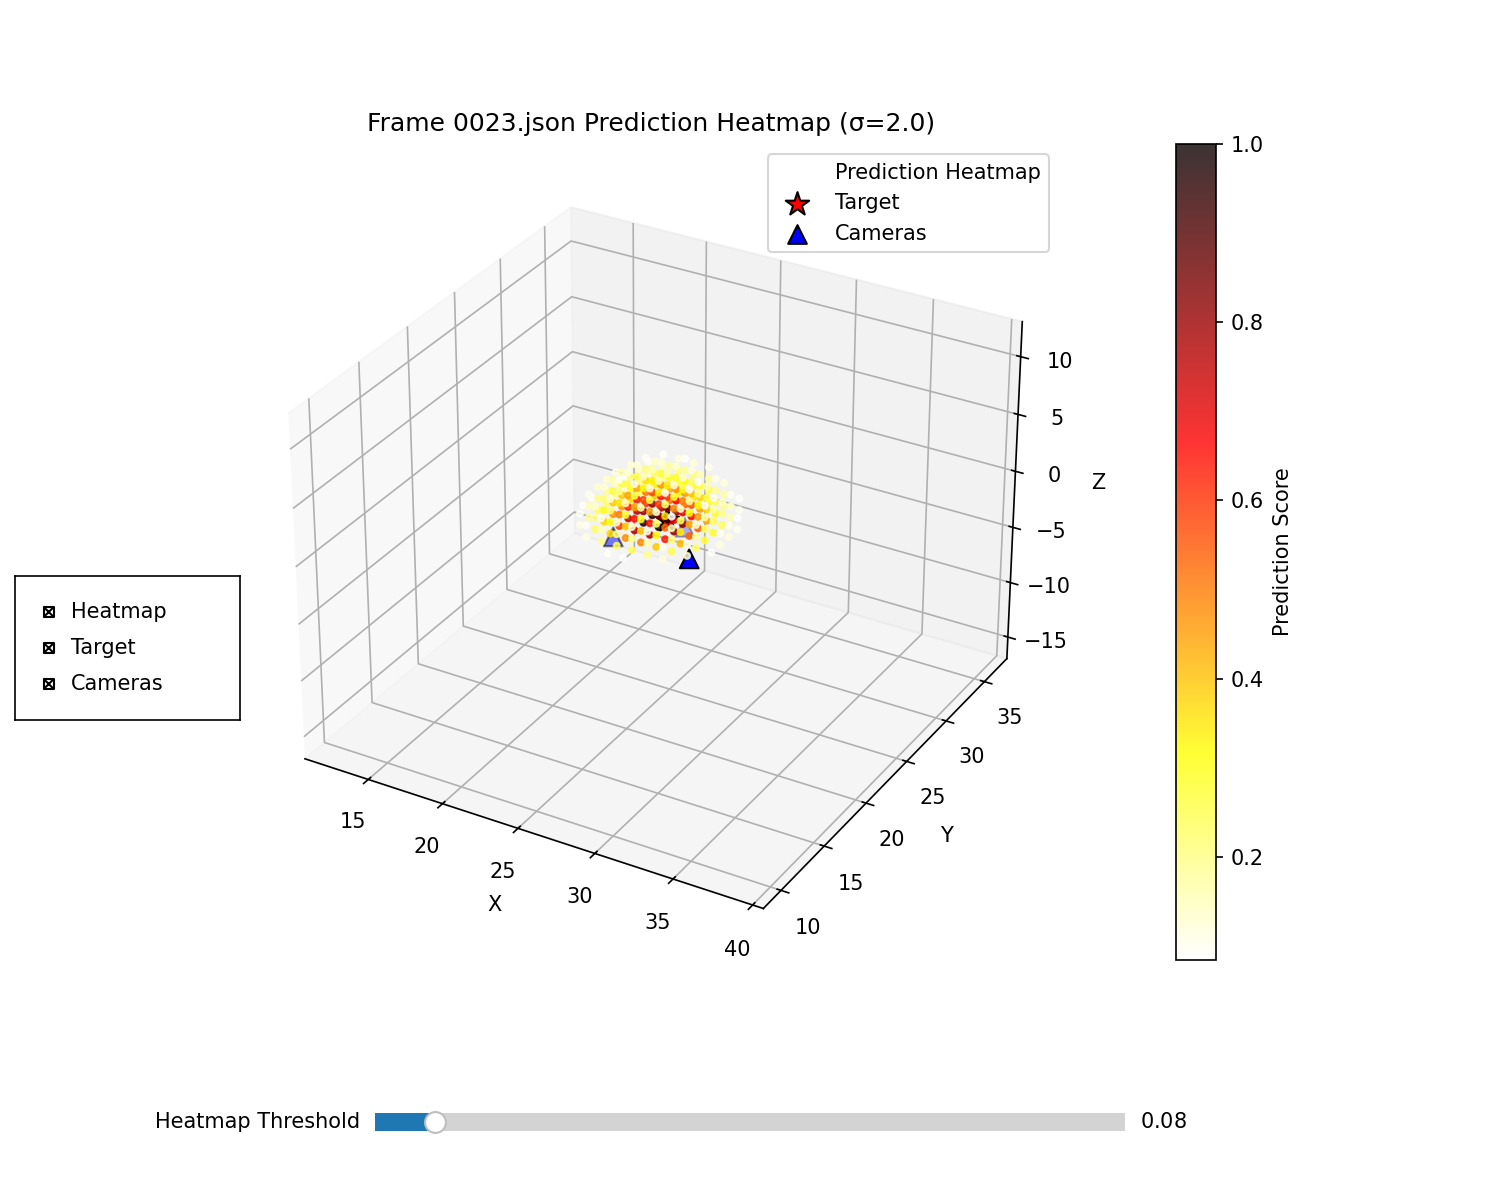 Frame 0023.json Prediction Heatmap (σ=2.0)
Prediction Heatmap
Target
Cameras
1.0
0.8
0.6
0.4
0.2
Prediction Score
10
5
0
−5
−10
−15
Z
Heatmap
Target
Cameras
15
20
25
30
35
40
X
10
15
20
25
30
35
Y
Heatmap Threshold
0.08